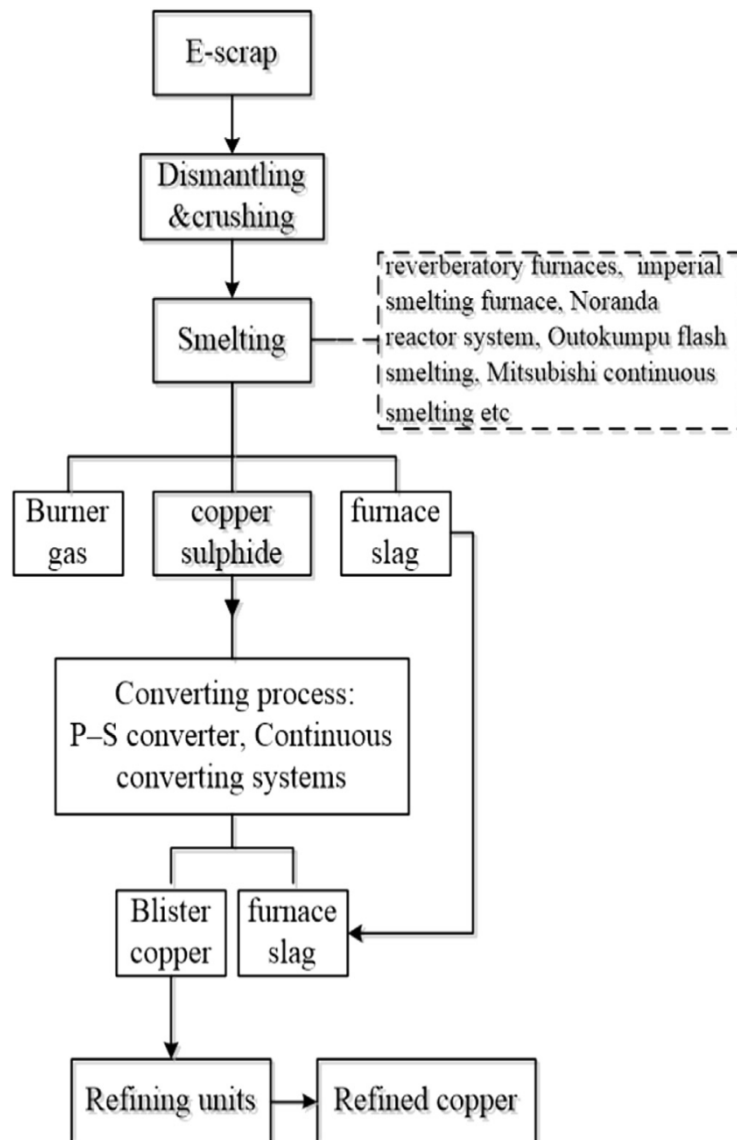 E-scrap
Dismantling
&crushing
Smelting
reverberatory furnaces, imperial
smelting furnace, Noranda
reactor system, Outokumpu flash
smelting, Mitsubishi continuous
smelting etc
Burner
gas
copper
sulphide
furnace
slag
Converting process:
P–S converter, Continuous
converting systems
Blister
copper
furnace
slag
Refining units
Refined copper